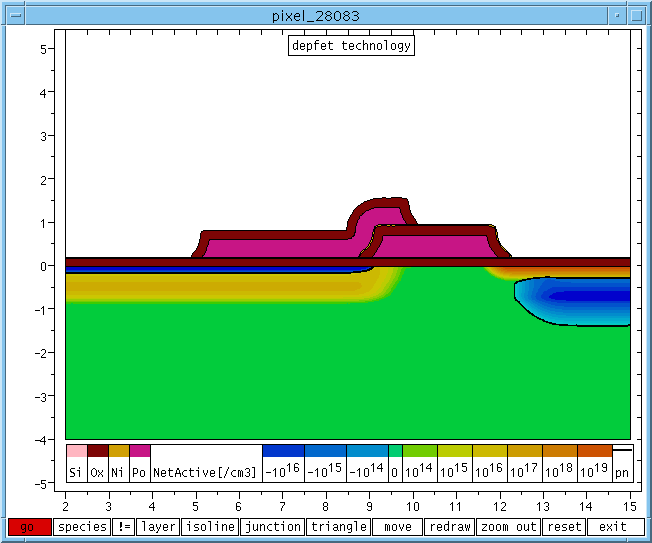 pixel_28083
depfet technology
5
4
3
2
1
0
-1
-2
-3
-4
-5
Si Ox Ni Po NetActive[/cm3] -10^16 -10^15 -10^14 0 10^14 10^15 10^16 10^17 10^18 10^19 pn
2 3 4 5 6 7 8 9 10 11 12 13 14 15
go species != layer isoline junction triangle move redraw zoom out reset exit